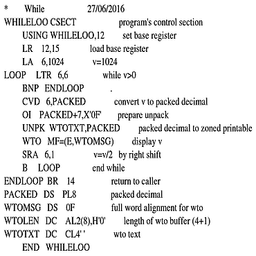 *      While            27/06/2016
WHILELOO CSECT            program's control section
       USING WHILELOO,12      set base register
       LR   12,15        load base register
       LA   6,1024        v=1024
LOOP   LTR  6,6             while v>0
       BNP  ENDLOOP        .
       CVD  6,PACKED        convert v to packed decimal
       OI   PACKED+7,X'0F'    prepare unpack
       UNPK WTOTXT,PACKED      packed decimal to zoned printable
       WTO  MF=(E,WTOMSG)     display v
       SRA  6,1           v=v/2  by right shift
       B    LOOP          end while
ENDLOOP BR   14            return to caller
PACKED  DS   PL8           packed decimal
WTOMSG  DS   0F            full word alignment for wto
WTOLEN  DC   AL2(8),H'0'     length of wto buffer (4+1)
WTOTXT  DC   CL4' '         wto text
       END  WHILELOO